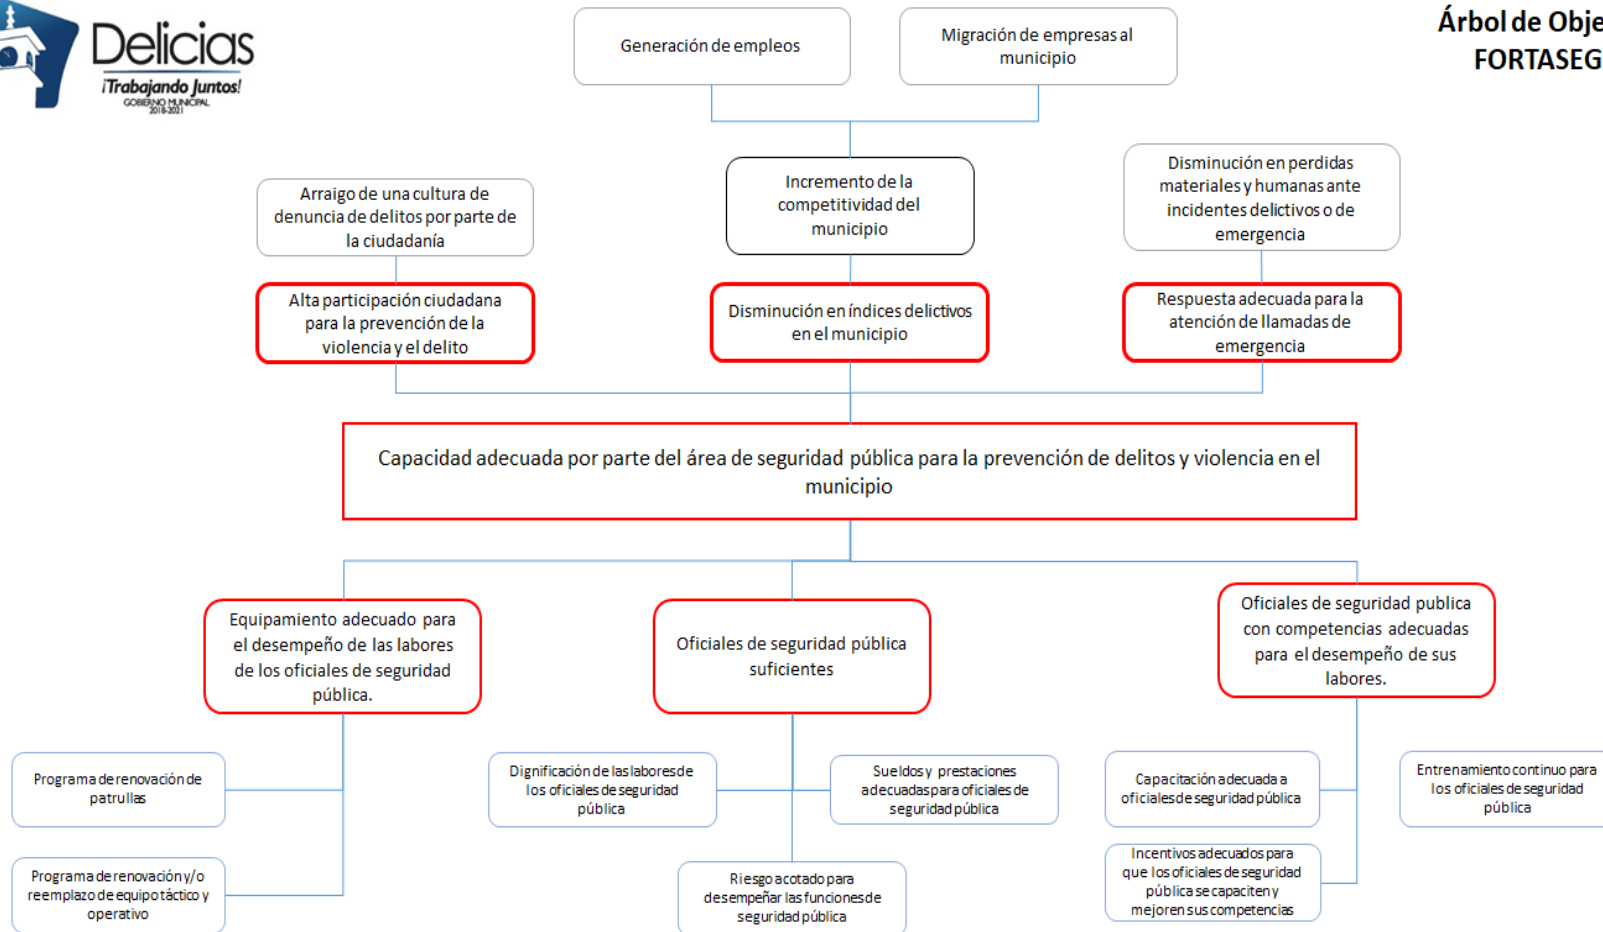 Delicias
¡Trabajando Juntos!
GOBIERNO MUNICIPAL
2018-2021
Árbol de Obje
FORTASEG
Generación de empleos
Migración de empresas al
municipio
Arraigo de una cultura de
denuncia de delitos por parte de
la ciudadanía
Incremento de la
competitividad del
municipio
Disminución en perdidas
materiales y humanas ante
incidentes delictivos o de
emergencia
Alta participación ciudadana
para la prevención de la
violencia y el delito
Disminución en índices delictivos
en el municipio
Respuesta adecuada para la
atención de llamadas de
emergencia
Capacidad adecuada por parte del área de seguridad pública para la prevención de delitos y violencia en el
municipio
Equipamiento adecuado para
el desempeño de las labores
de los oficiales de seguridad
pública.
Oficiales de seguridad pública
suficientes
Oficiales de seguridad publica
con competencias adecuadas
para el desempeño de sus
labores.
Programa de renovación de
patrullas
Dignificación de las labores de
los oficiales de seguridad
pública
Sueldos y prestaciones
adecuadas para oficiales de
seguridad pública
Capacitación adecuada a
oficiales de seguridad pública
Entrenamiento continuo para
los oficiales de seguridad
pública
Programa de renovación y/o
reemplazo de equipo táctico y
operativo
Riesgo acotado para
desempeñar las funciones de
seguridad pública
Incentivos adecuados para
que los oficiales de seguridad
pública se capaciten y
mejoren sus competencias